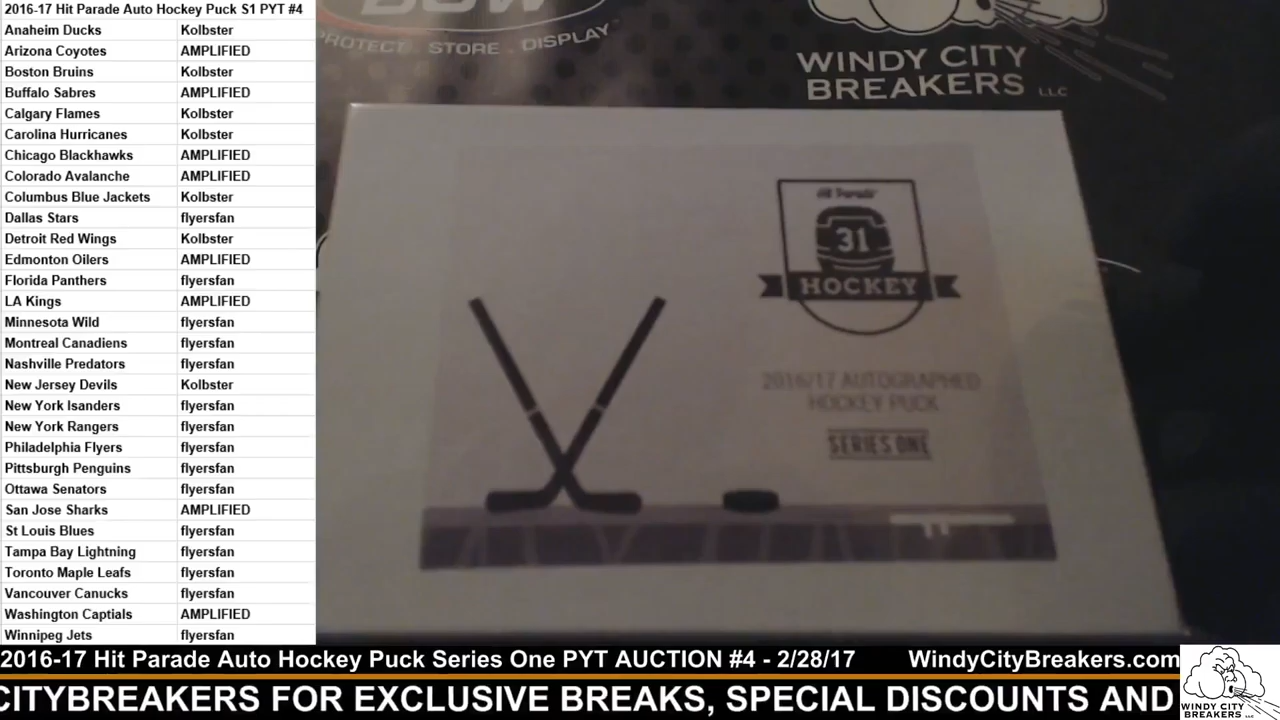 2016-17 Hit Parade Auto Hockey Puck S1 PYT #4
Anaheim Ducks Kolbster
Arizona Coyotes AMPLIFIED
Boston Bruins Kolbster
Buffalo Sabres AMPLIFIED
Calgary Flames Kolbster
Carolina Hurricanes Kolbster
Chicago Blackhawks AMPLIFIED
Colorado Avalanche AMPLIFIED
Columbus Blue Jackets Kolbster
Dallas Stars flyersfan
Detroit Red Wings Kolbster
Edmonton Oilers AMPLIFIED
Florida Panthers flyersfan
LA Kings AMPLIFIED
Minnesota Wild flyersfan
Montreal Canadiens flyersfan
Nashville Predators flyersfan
New Jersey Devils Kolbster
New York Isanders flyersfan
New York Rangers flyersfan
Philadelphia Flyers flyersfan
Pittsburgh Penguins flyersfan
Ottawa Senators flyersfan
San Jose Sharks AMPLIFIED
St Louis Blues flyersfan
Tampa Bay Lightning flyersfan
Toronto Maple Leafs flyersfan
Vancouver Canucks flyersfan
Washington Captials AMPLIFIED
Winnipeg Jets flyersfan
PROTECT . STORE . DISPLAY
WINDY CITY
BREAKERS LLC
Hit Parade
31
HOCKEY
2016/17 AUTOGRAPHED
HOCKEY PUCK
SERIES ONE
2016-17 Hit Parade Auto Hockey Puck Series One PYT AUCTION #4 - 2/28/17 WindyCityBreakers.com
CITYBREAKERS FOR EXCLUSIVE BREAKS, SPECIAL DISCOUNTS AND
WINDY CITY
BREAKERS LLC